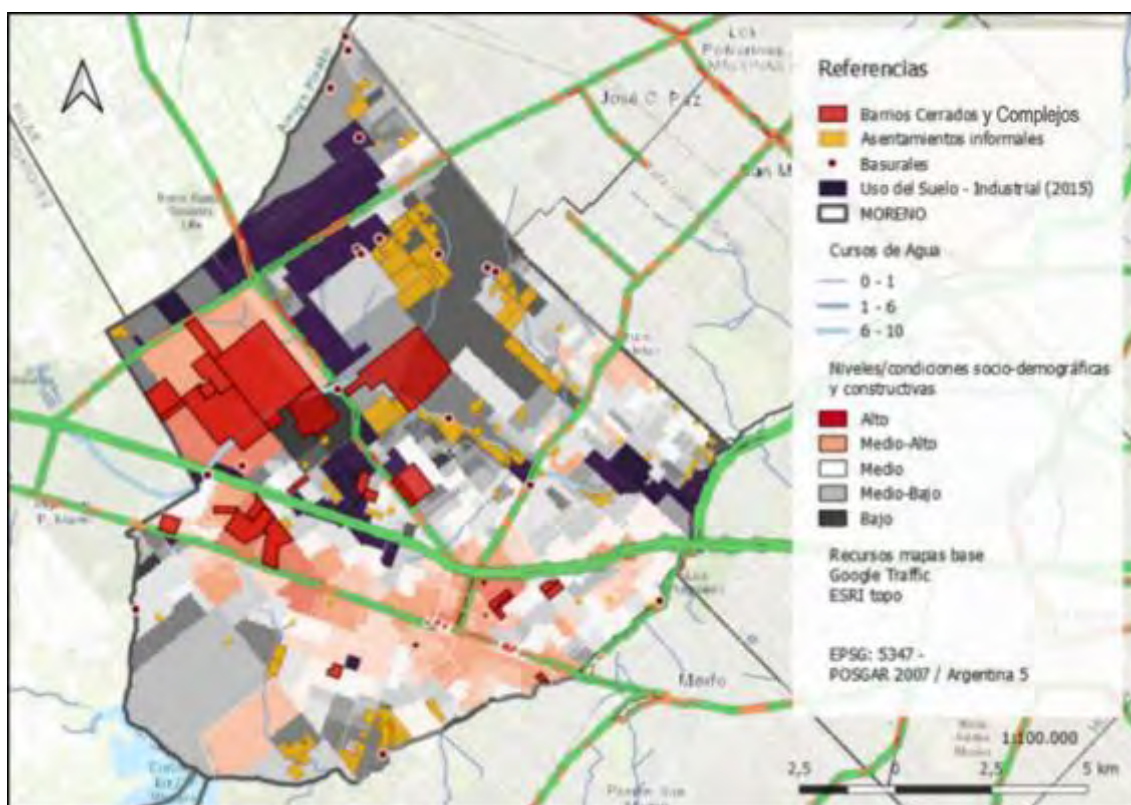 Referencias
Barrios Cerrados y Complejos
Asentamientos informales
Basurales
Uso del Suelo - Industrial (2015)
MORENO
Cursos de Agua
0 - 1
1 - 6
6 - 10
Niveles/condiciones socio-demográficas
y constructivas
Alto
Medio-Alto
Medio
Medio-Bajo
Bajo
Recursos mapas base
Google Traffic
ESRI topo
EPSG: 5347 -
POSGAR 2007 / Argentina 5
1:100.000
2,5
0
2,5
5 km
José C. Paz
San M
PILAR